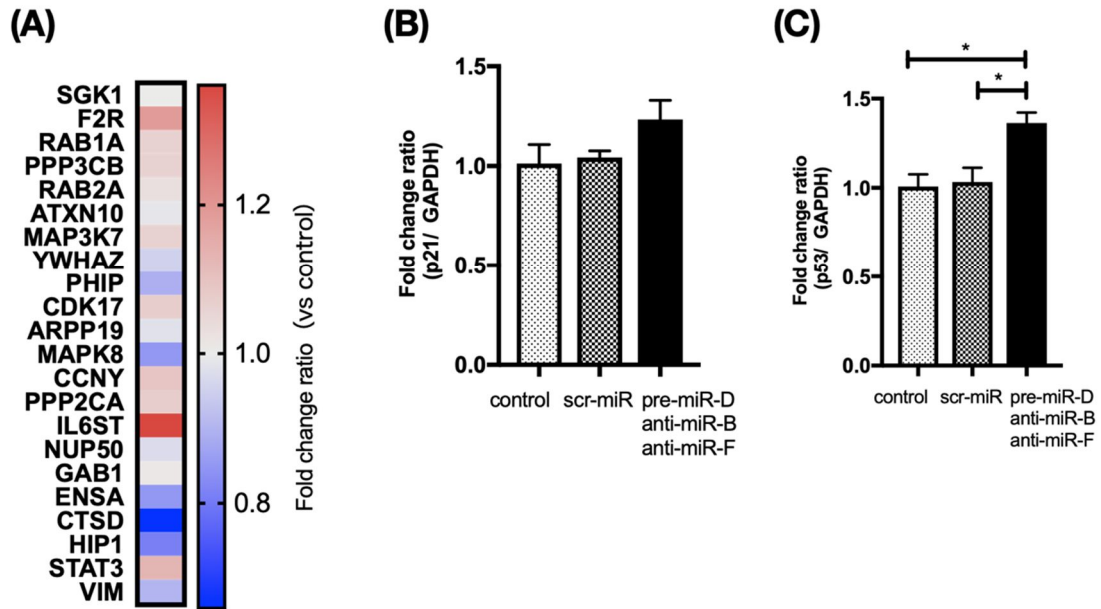 (A)
SGK1
F2R
RAB1A
PPP3CB
RAB2A
ATXN10
MAP3K7
YWHAZ
PHIP
CDK17
ARPP19
MAPK8
CCNY
PPP2CA
IL6ST
NUP50
GAB1
ENSA
CTSD
HIP1
STAT3
VIM
1.2
1.0
0.8
Fold change ratio (vs control)
(B)
Fold change ratio
(p21/ GAPDH)
1.5
1.0
0.5
0.0
control scr-miR pre-miR-D
anti-miR-B
anti-miR-F
(C)
*
*
Fold change ratio
(p53/ GAPDH)
1.5
1.0
0.5
0.0
control scr-miR pre-miR-D
anti-miR-B
anti-miR-F